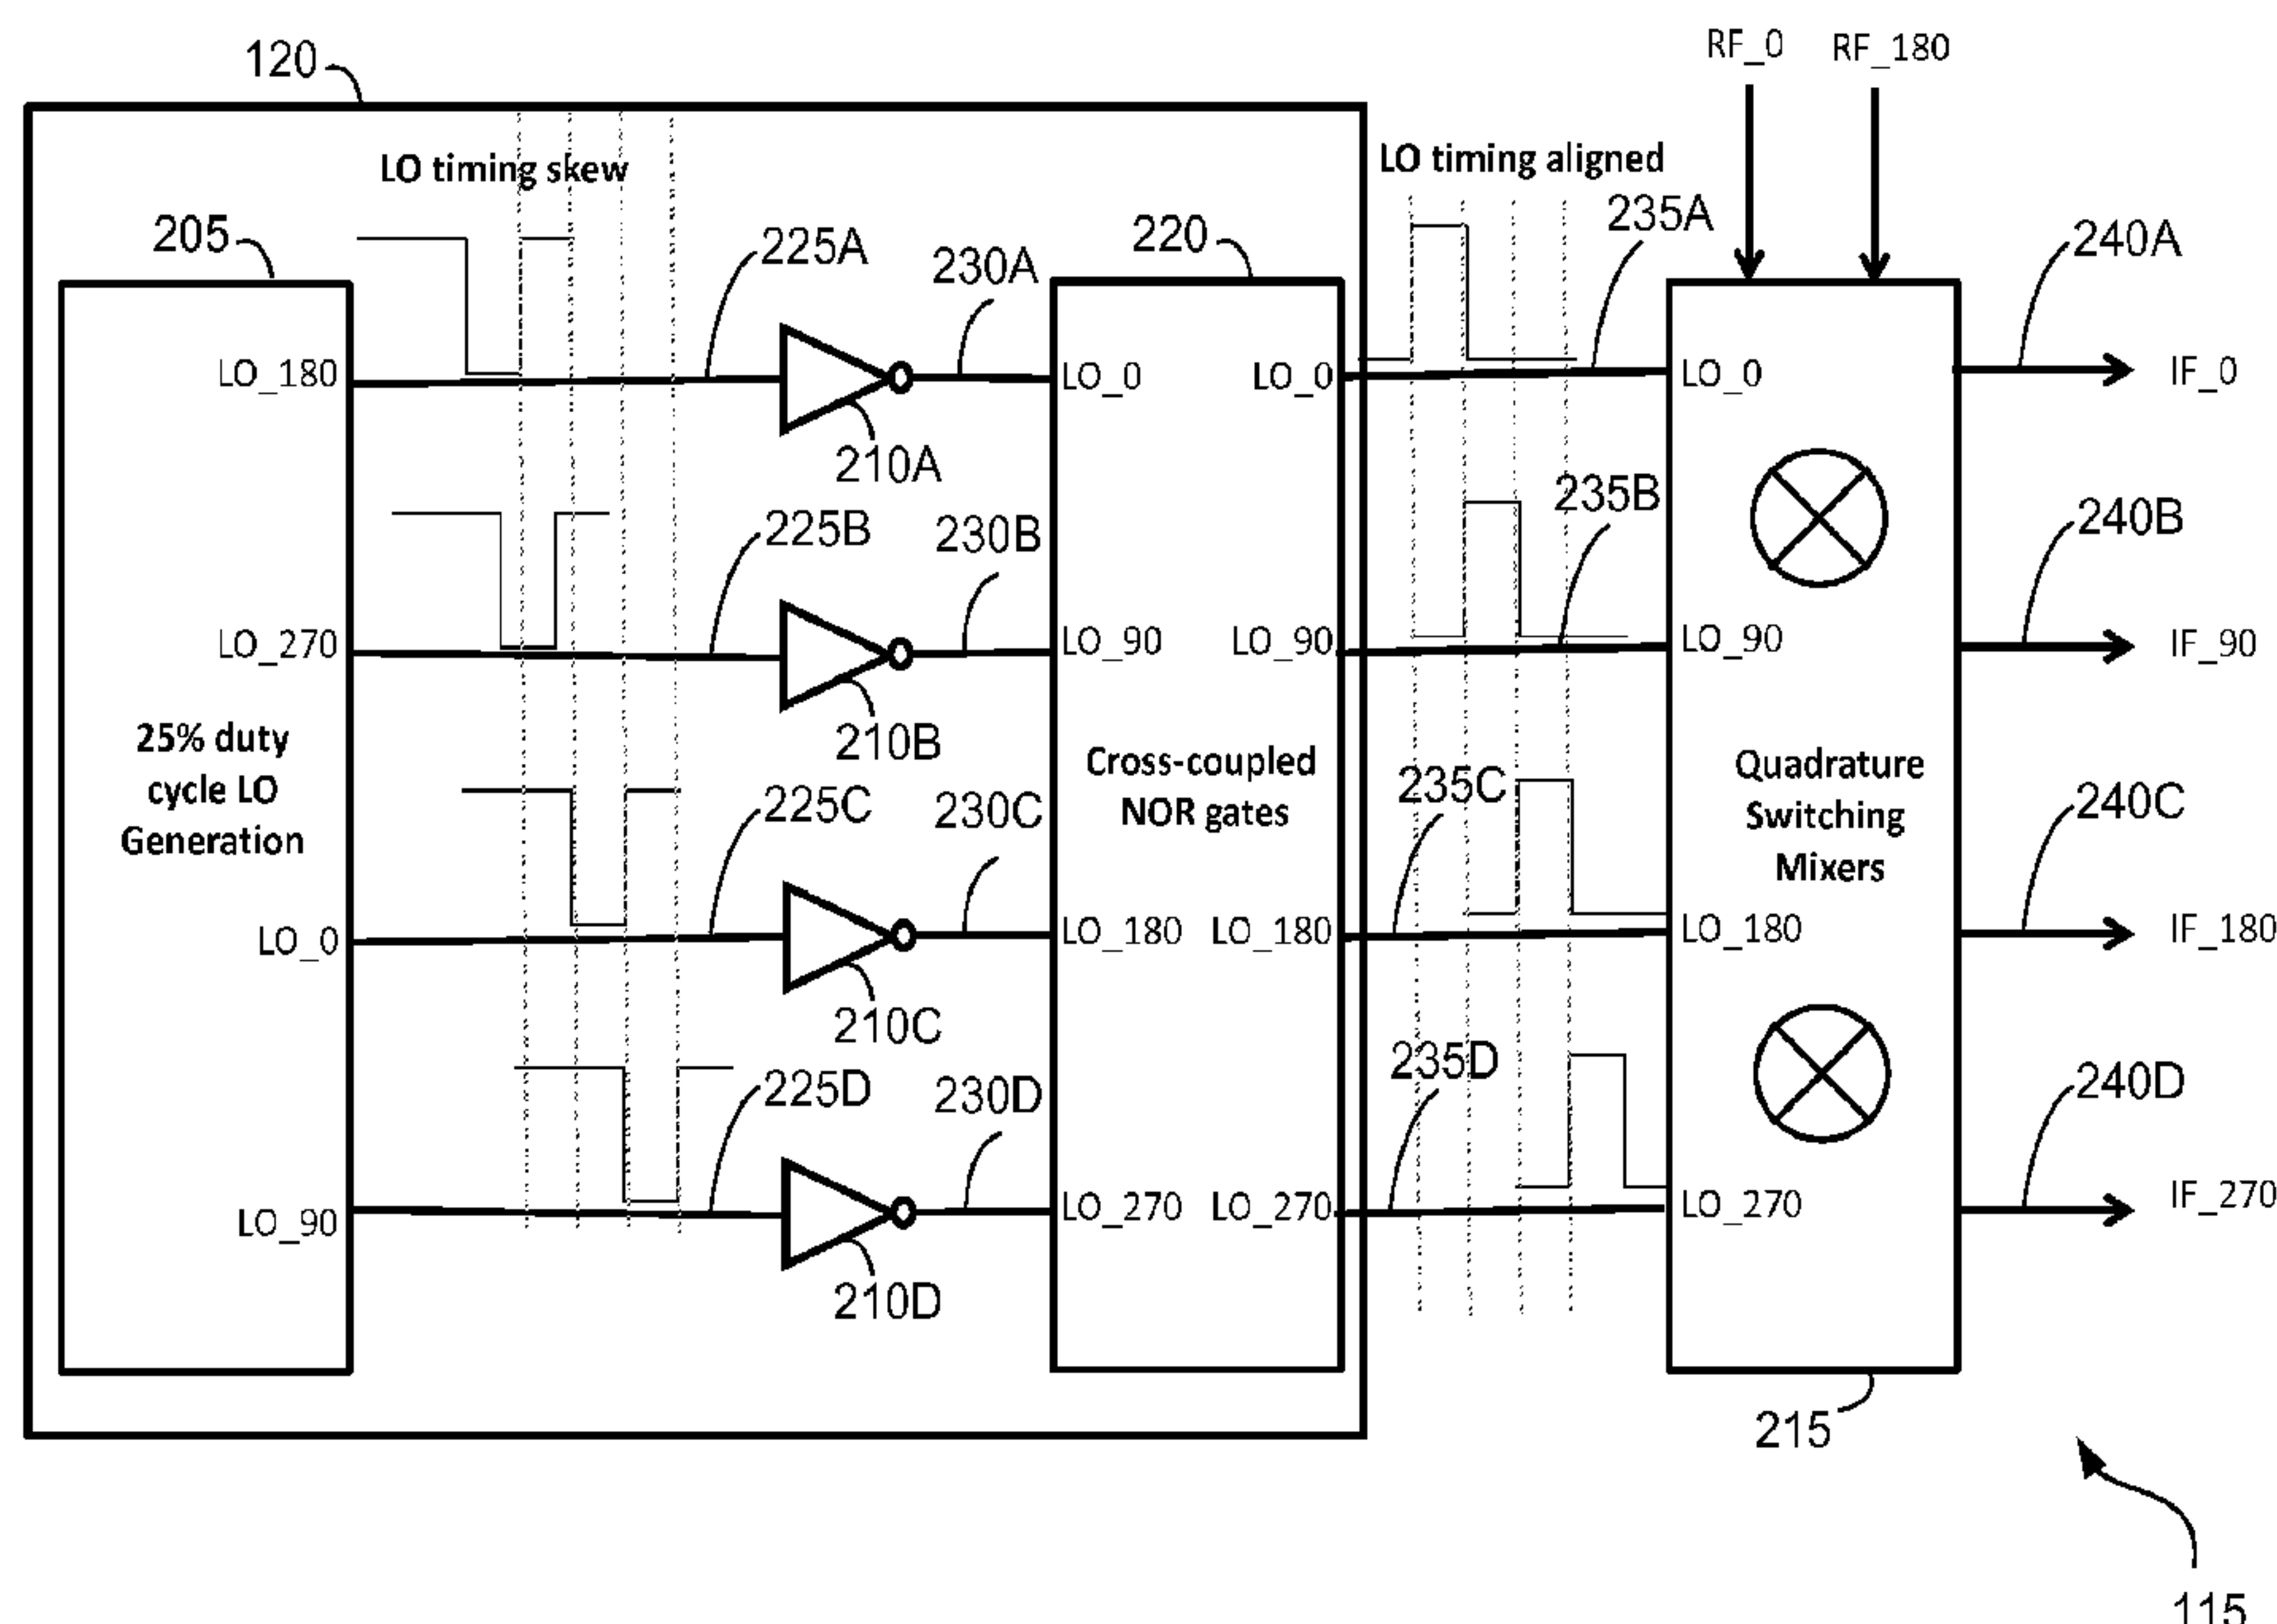 RF_0 RF_180
120
LO timing skew
LO timing aligned
205
225A
230A
220
235A
240A
LO_180
LO_0
LO_0
LO_0
IF_0
210A
225B
230B
235B
240B
LO_270
LO_90
LO_90
LO_90
IF_90
210B
25% duty
cycle LO
Generation
Cross-coupled
NOR gates
Quadrature
Switching
Mixers
225C
230C
235C
240C
LO_0
LO_180
LO_180
LO_180
IF_180
210C
225D
230D
235D
240D
LO_90
LO_270
LO_270
LO_270
IF_270
210D
215
115